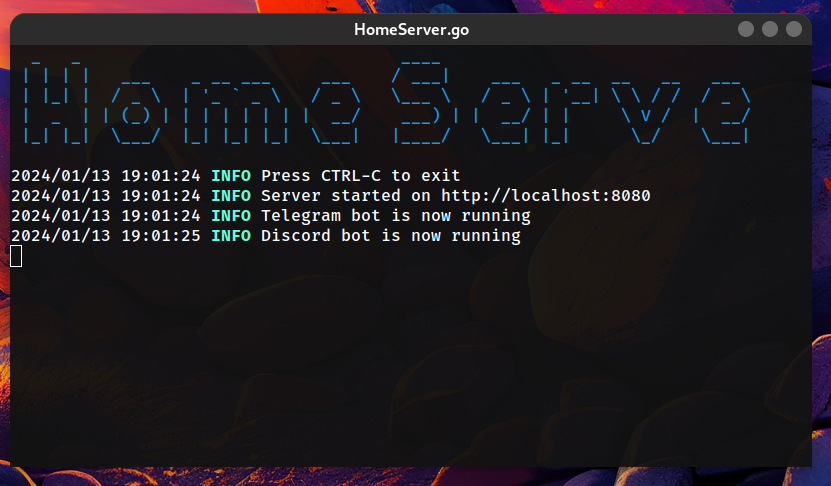 HomeServer.go
Home Serve
2024/01/13 19:01:24 INFO Press CTRL-C to exit
2024/01/13 19:01:24 INFO Server started on http://localhost:8080
2024/01/13 19:01:24 INFO Telegram bot is now running
2024/01/13 19:01:25 INFO Discord bot is now running